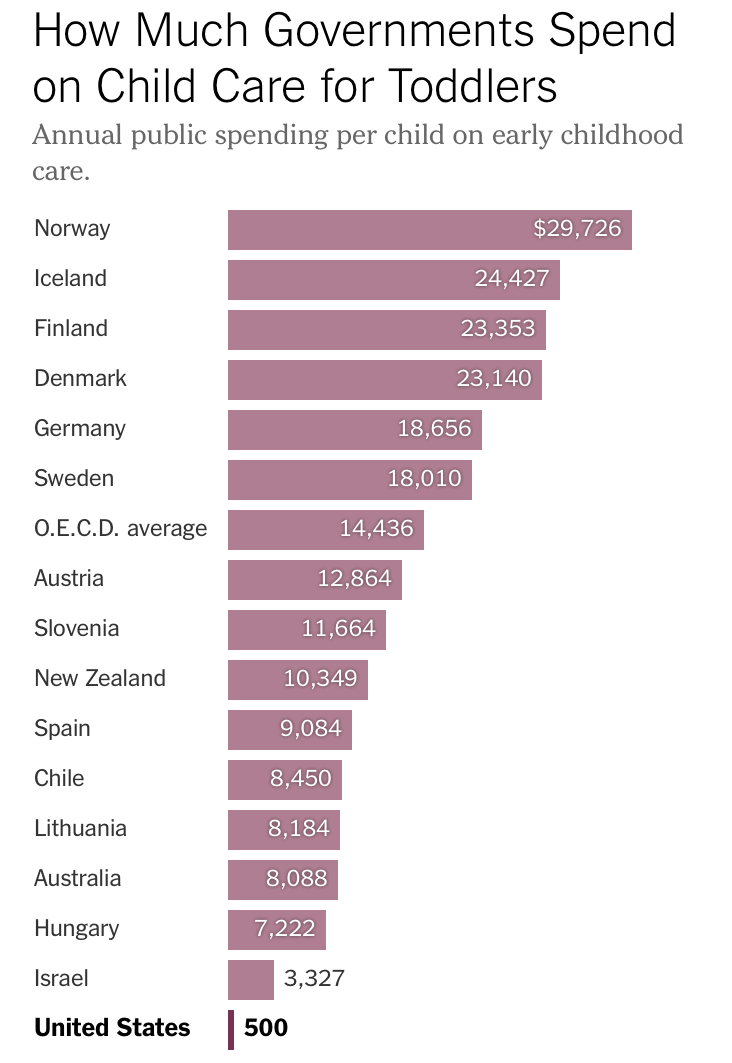 How Much Governments Spend
on Child Care for Toddlers
Annual public spending per child on early childhood
care.
Norway $29,726
Iceland 24,427
Finland 23,353
Denmark 23,140
Germany 18,656
Sweden 18,010
O.E.C.D. average 14,436
Austria 12,864
Slovenia 11,664
New Zealand 10,349
Spain 9,084
Chile 8,450
Lithuania 8,184
Australia 8,088
Hungary 7,222
Israel 3,327
United States 500